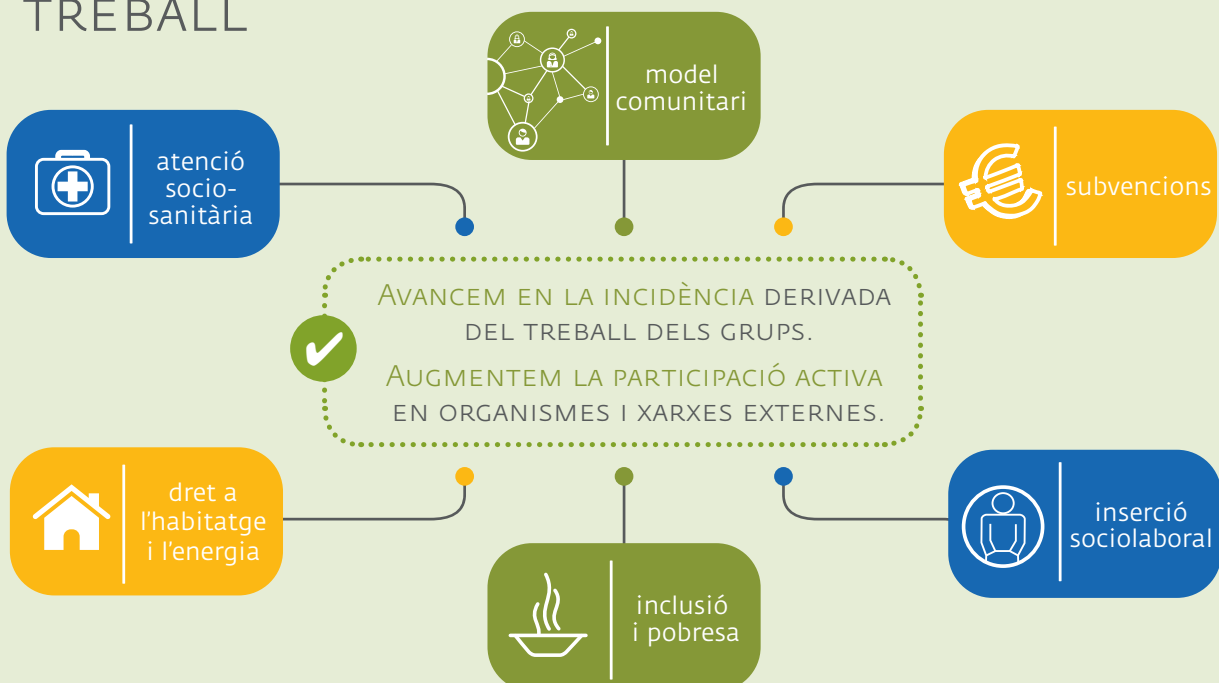 TREBALL
model
comunitari
atenció
socio-
sanitària
subvencions
AVANCEM EN LA INCIDÈNCIA DERIVADA
DEL TREBALL DELS GRUPS.
AUGMENTEM LA PARTICIPACIÓ ACTIVA
EN ORGANISMES I XARXES EXTERNES.
dret a
l'habitatge
i l'energia
inserció
sociolaboral
inclusió
i pobresa